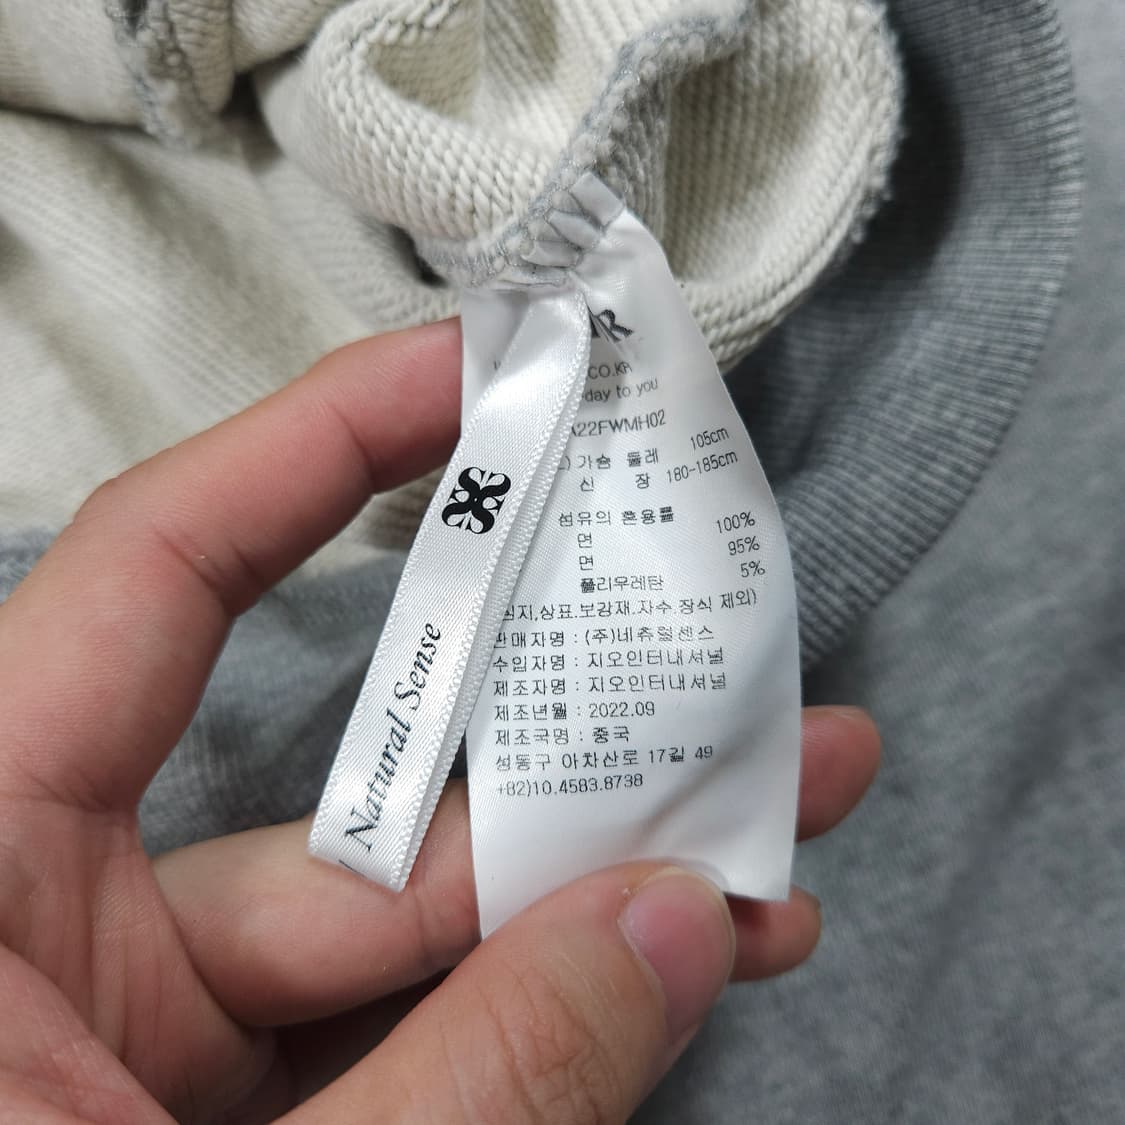 Natural Sense
.CO.KR
day to you
A22FWMH02
가슴 둘레 105cm
신 장 180-185cm
섬유의 혼용률
면 100%
면 95%
폴리우레탄 5%
심지,상표.보강재.자수.장식 제외)
판매자명 : (주)네츄럴센스
수입자명 : 지오인터내셔널
제조자명 : 지오인터내셔널
제조년월 : 2022.09
제조국명 : 중국
성동구 아차산로 17길 49
+82)10.4583.8738